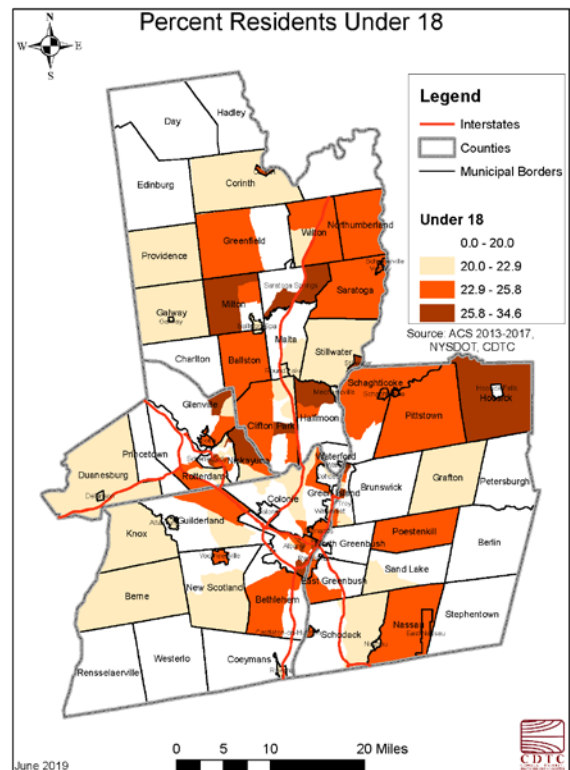 Percent Residents Under 18
N
W E
S
Legend
Interstates
Counties
Municipal Borders
Under 18
0.0 - 20.0
20.0 - 22.9
22.9 - 25.8
25.8 - 34.6
Source: ACS 2013-2017,
NYSDOT, CDTC
Day
Hadley
Edinburg
Corinth
Greenfield
Wilton
Northumberland
Providence
Saratoga Springs
Saratoga
Milton
Galway
Malta
Stillwater
Charlton
Ballston
Schaghticoke
Hoosick
Mechanicville
Pittstown
Glenville
Clifton Park
Halfmoon
Waterford
Princetown
Niskayuna
Rotterdam
Duanesburg
Colonie
Green Island
Brunswick
Grafton
Petersburgh
Guilderland
Knox
North Greenbush
Poestenkill
Berlin
Sand Lake
East Greenbush
Berne
New Scotland
Bethlehem
Nassau
Stephentown
Schodack
Rensselaerville
Westerlo
Coeymans
0 5 10 20 Miles
June 2019
CDTC